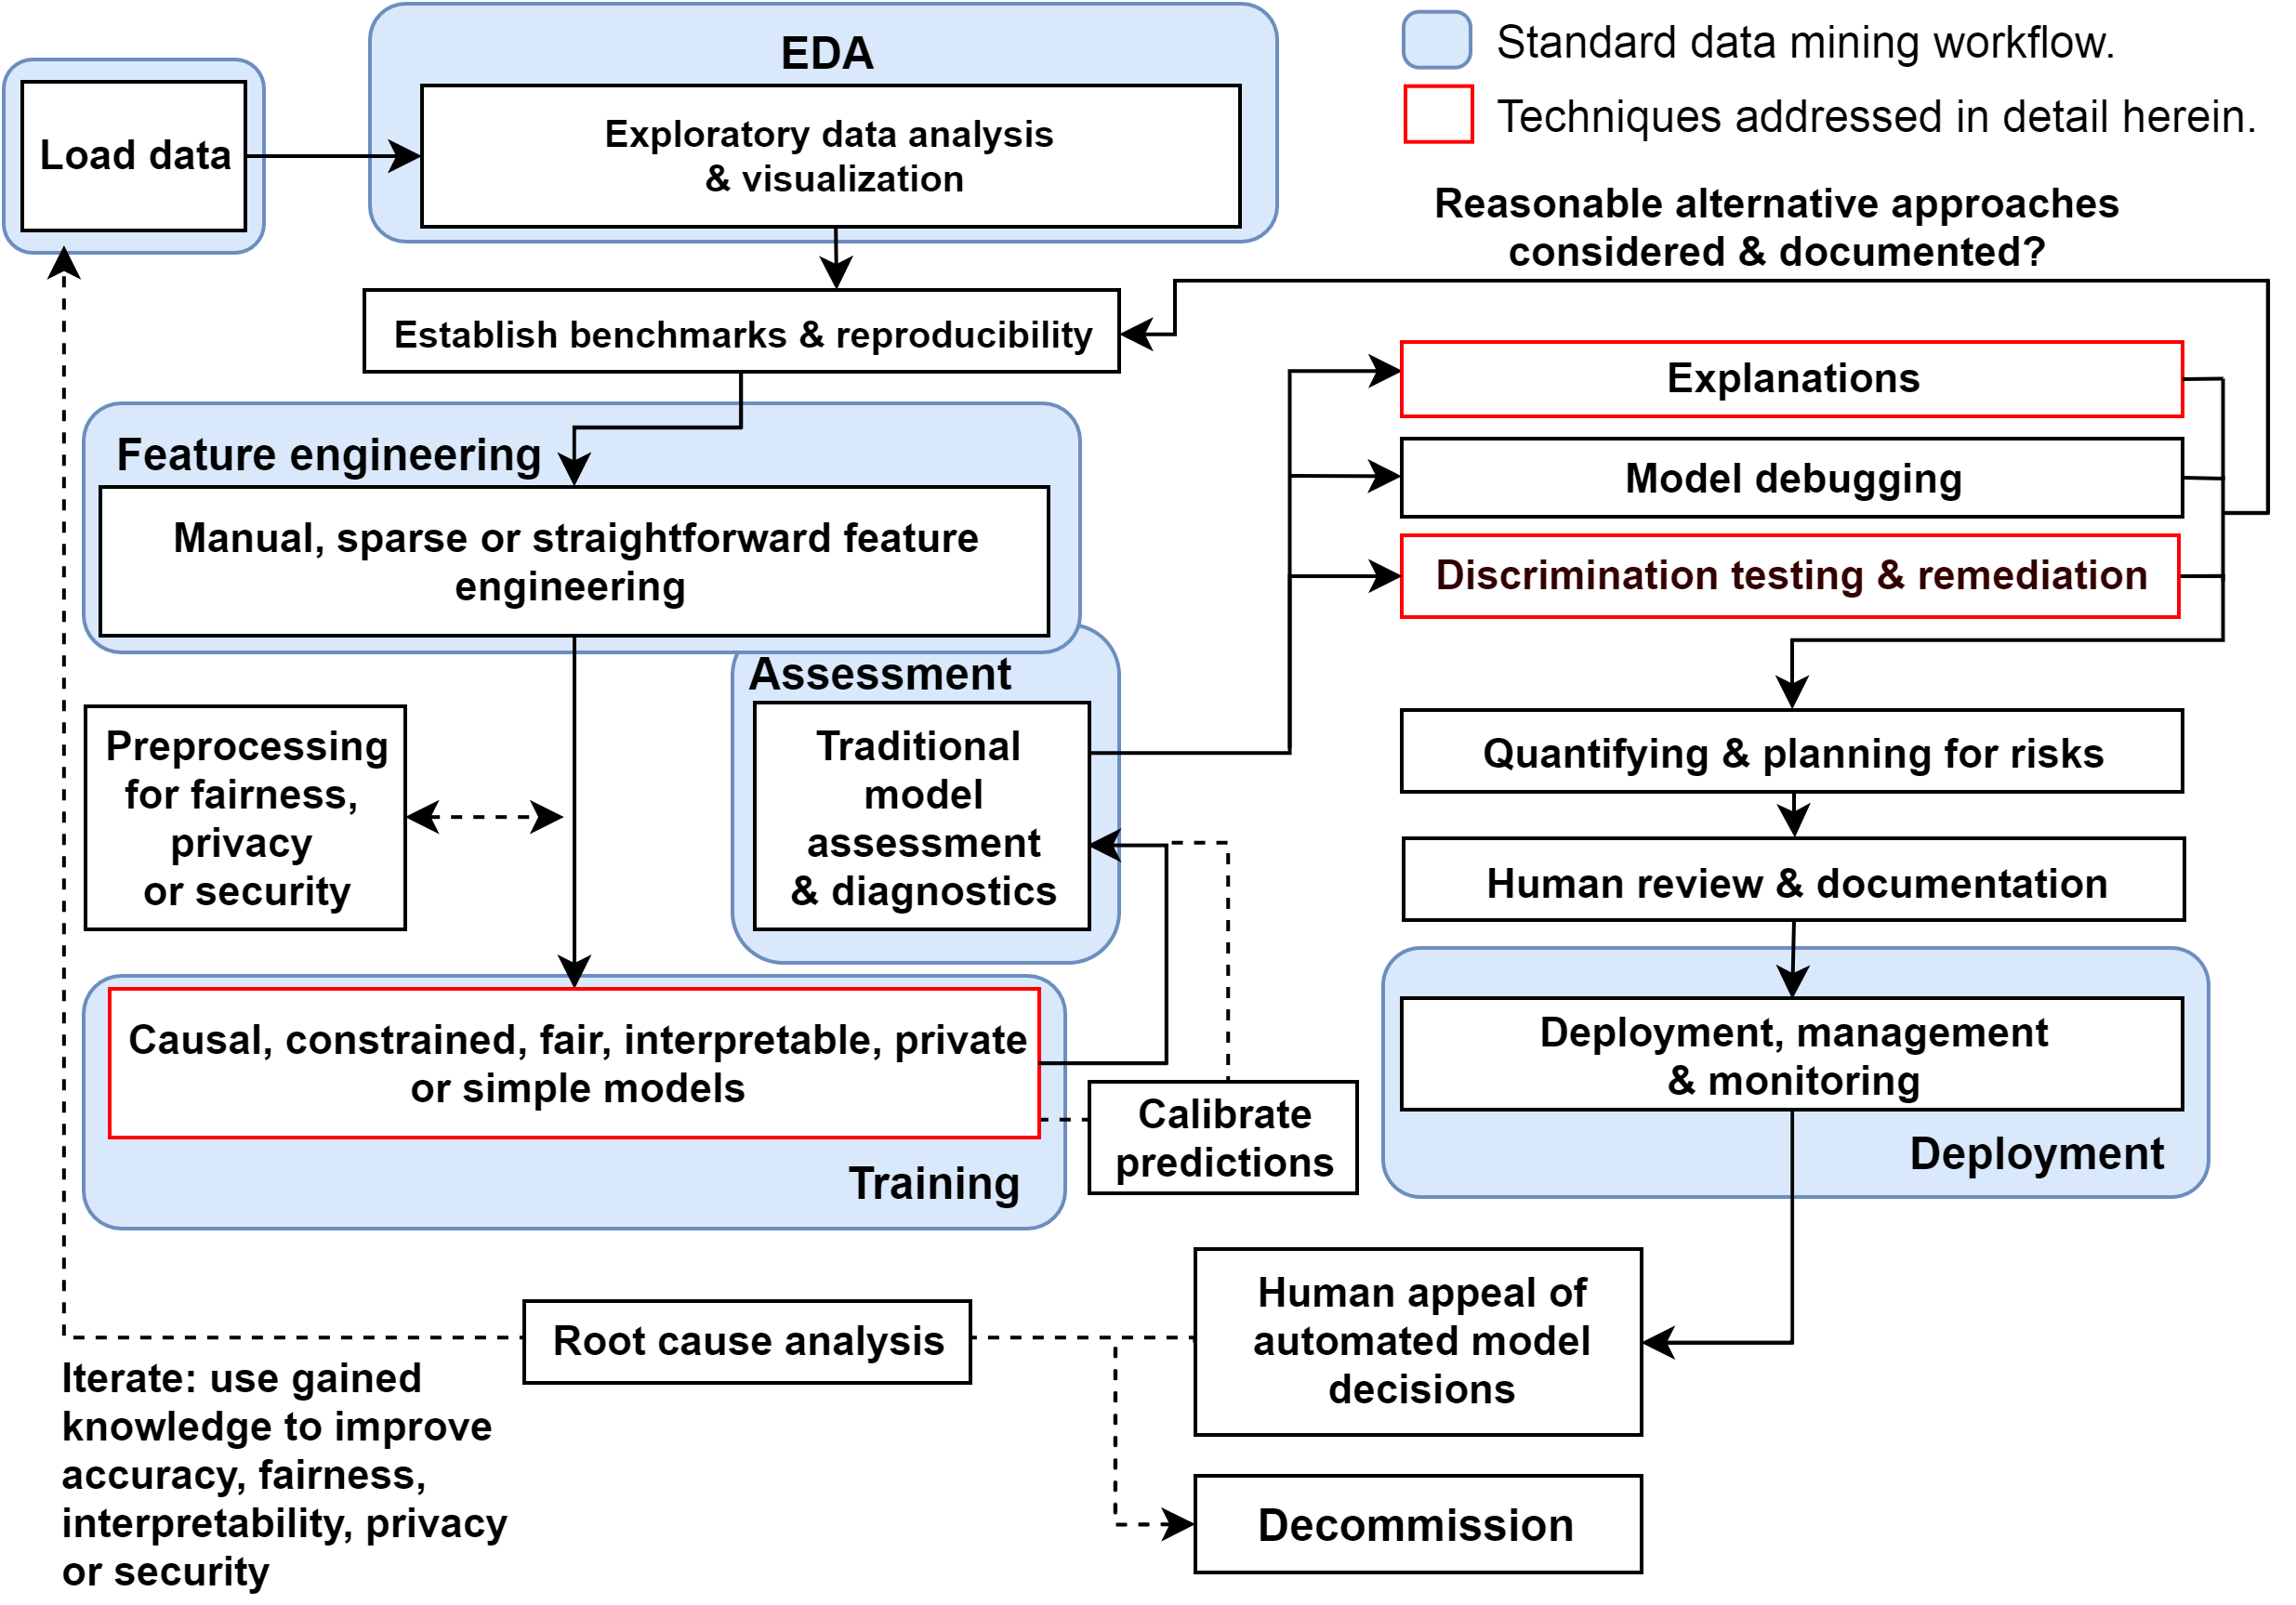 EDA
Standard data mining workflow.
Load data
Exploratory data analysis
& visualization
Techniques addressed in detail herein.
Reasonable alternative approaches
considered & documented?
Establish benchmarks & reproducibility
Explanations
Feature engineering
Model debugging
Manual, sparse or straightforward feature
engineering
Discrimination testing & remediation
Assessment
Preprocessing
for fairness,
privacy
or security
Traditional
model
assessment
& diagnostics
Quantifying & planning for risks
Human review & documentation
Causal, constrained, fair, interpretable, private
or simple models
Training
Calibrate
predictions
Deployment, management
& monitoring
Deployment
Human appeal of
automated model
decisions
Root cause analysis
Iterate: use gained
knowledge to improve
accuracy, fairness,
interpretability, privacy
or security
Decommission